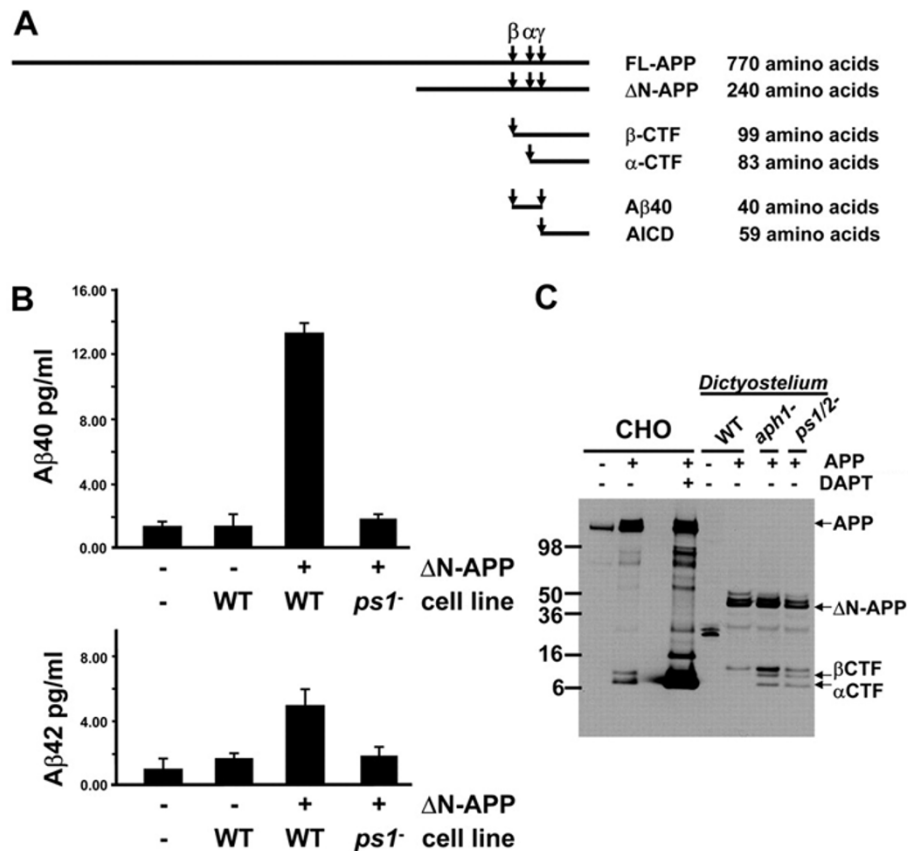 A
β αγ
FL-APP 770 amino acids
ΔN-APP 240 amino acids
β-CTF 99 amino acids
α-CTF 83 amino acids
Aβ40 40 amino acids
AICD 59 amino acids
B
Aβ40 pg/ml
16.00
12.00
8.00
4.00
0.00
- - + + ΔN-APP
- WT WT ps1- cell line
Aβ42 pg/ml
8.00
4.00
0.00
- - + + ΔN-APP
- WT WT ps1- cell line
C
Dictyostelium
CHO WT aph1- ps1/2-
- + + - + + + APP
- - + - - - - DAPT
98
50
36
16
6
APP
ΔN-APP
βCTF
αCTF